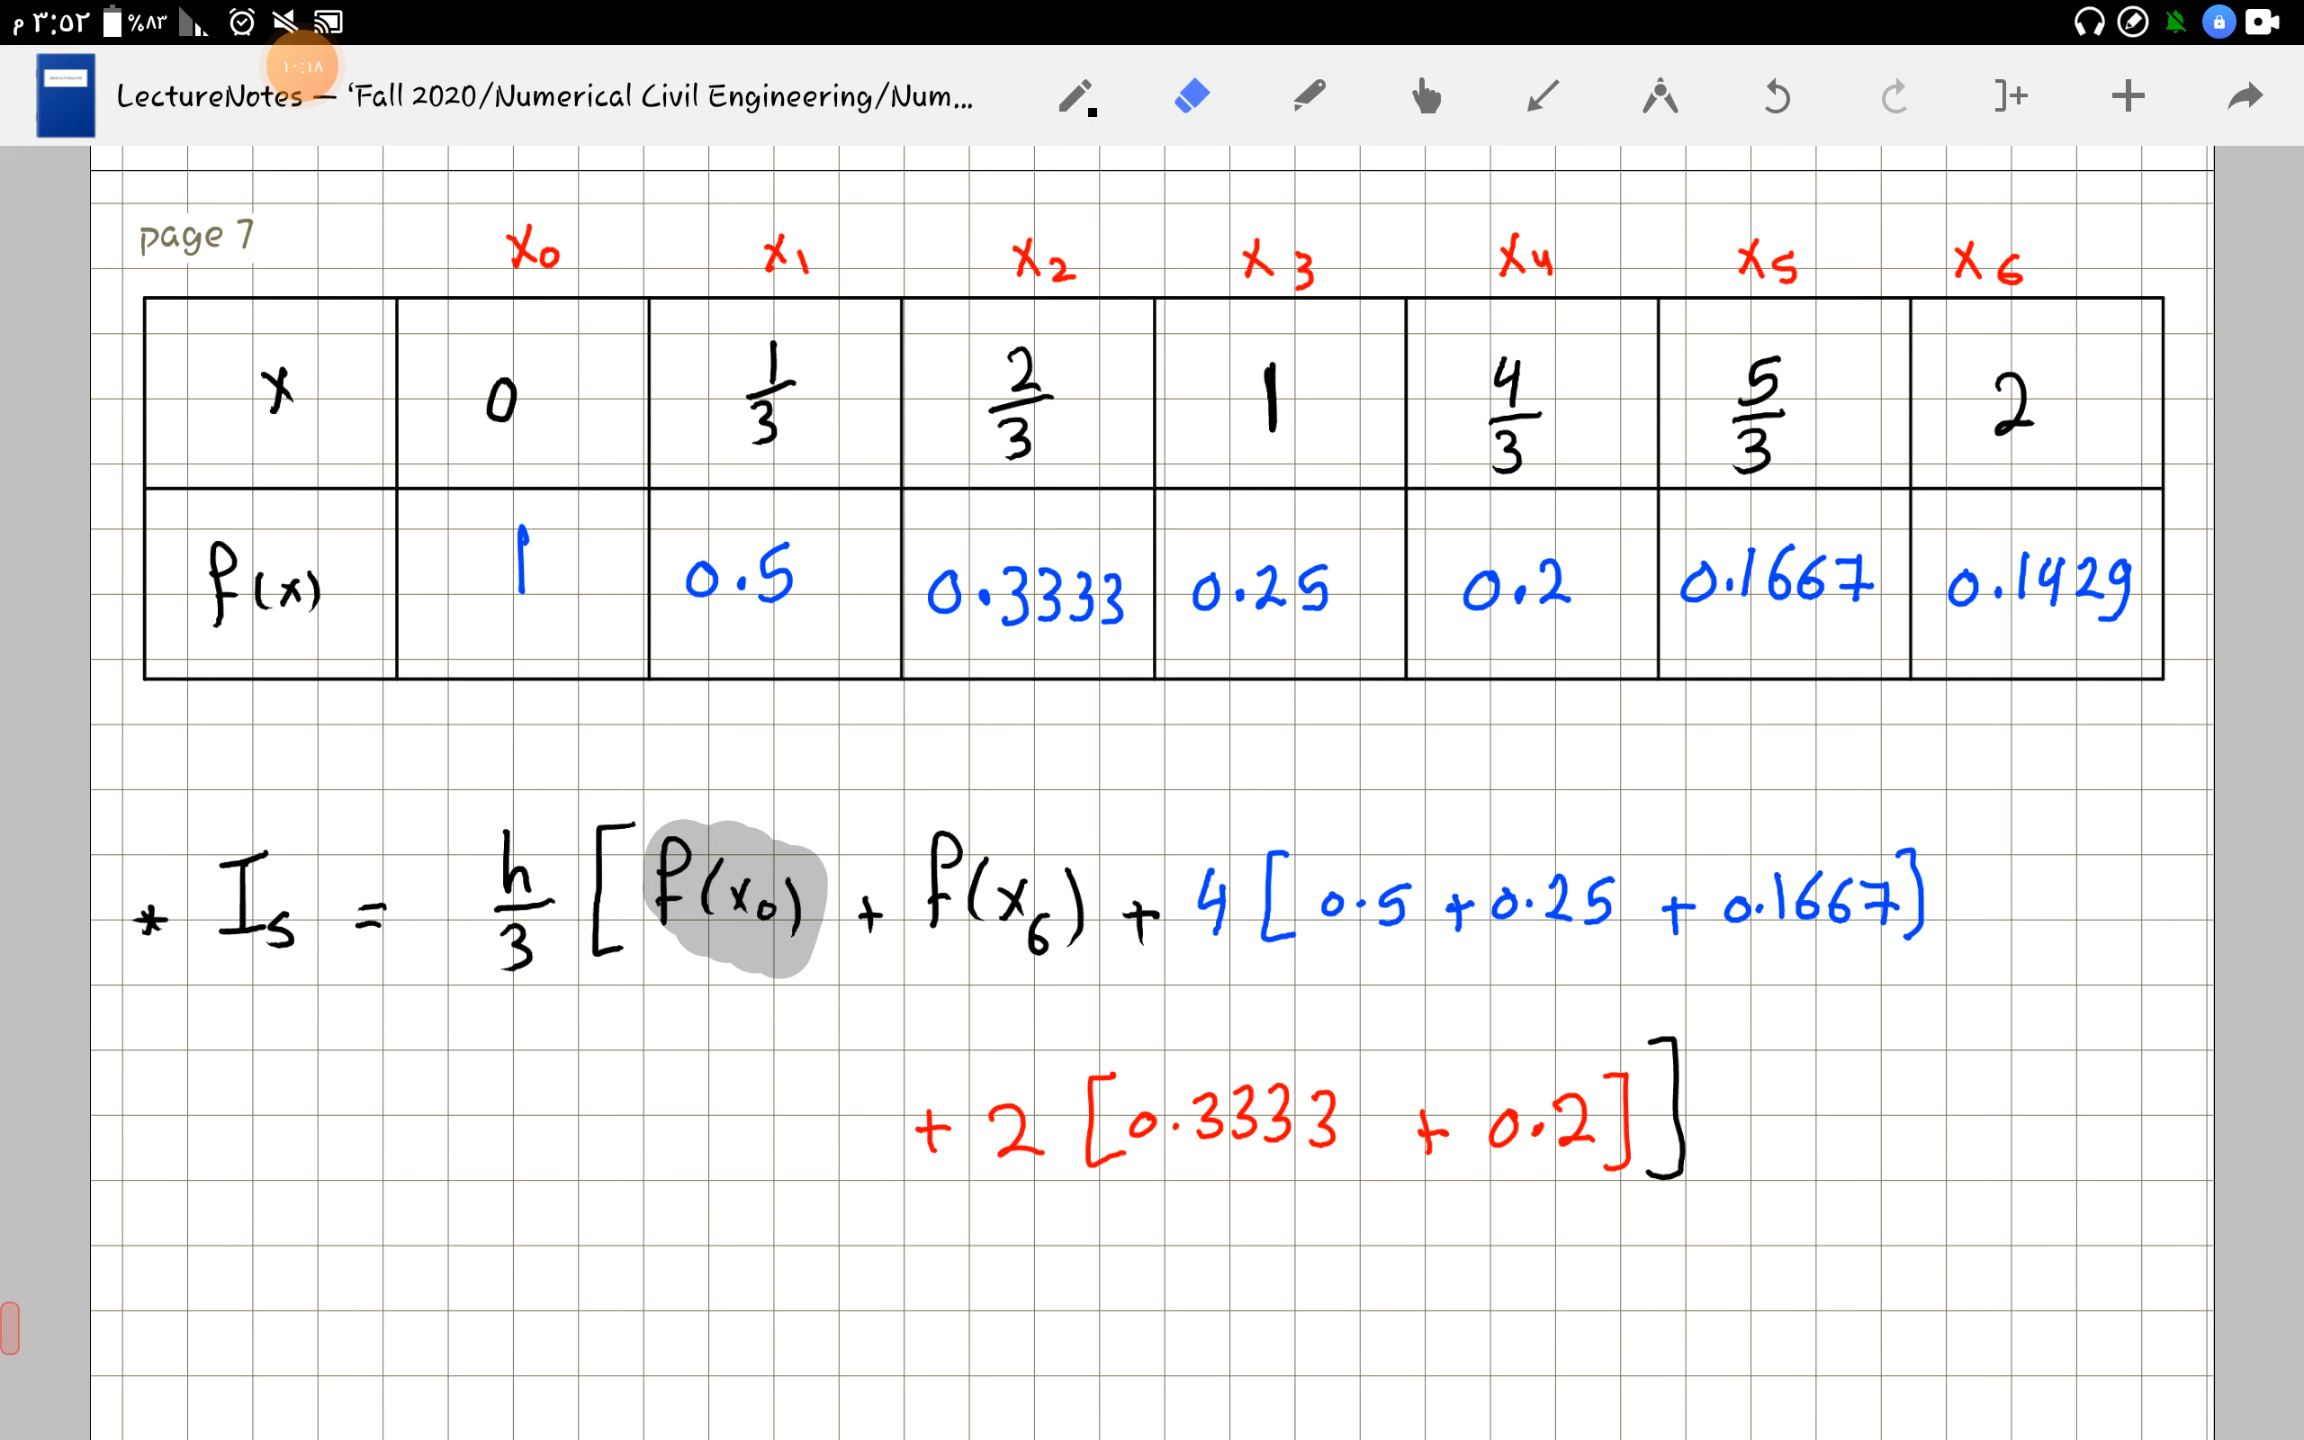 م ٣:٥٢ %٨٣
١٠:١٨
LectureNotes — ‘Fall 2020/Numerical Civil Engineering/Num...
page 7
x₀ x₁ x₂ x₃ x₄ x₅ x₆
x 0 1/3 2/3 1 4/3 5/3 2
f(x) 1 0.5 0.3333 0.25 0.2 0.1667 0.1429
* Is = h/3 [f(x₀) + f(x₆) + 4 [0.5 + 0.25 + 0.1667]
+ 2 [0.3333 + 0.2]]